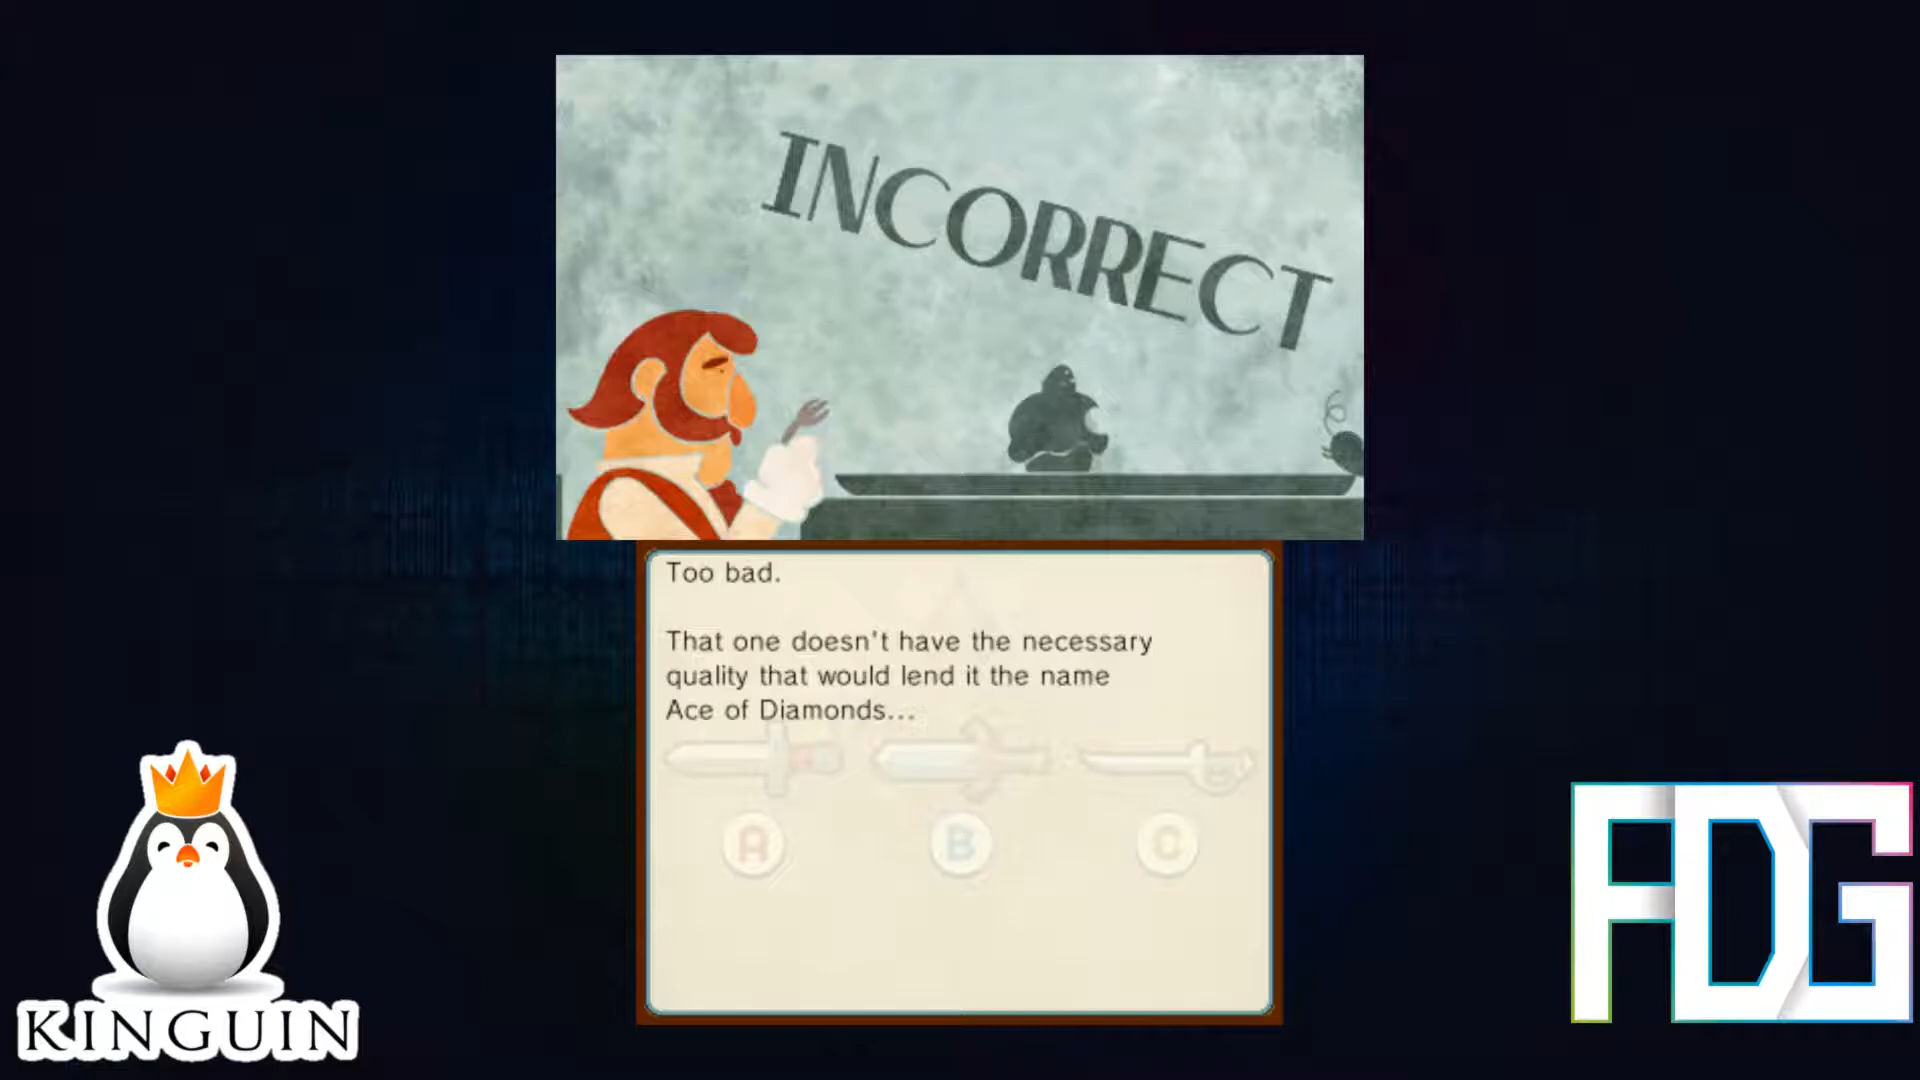 INCORRECT
Too bad.
That one doesn't have the necessary
quality that would lend it the name
Ace of Diamonds...
A B C
KINGUIN
FDG